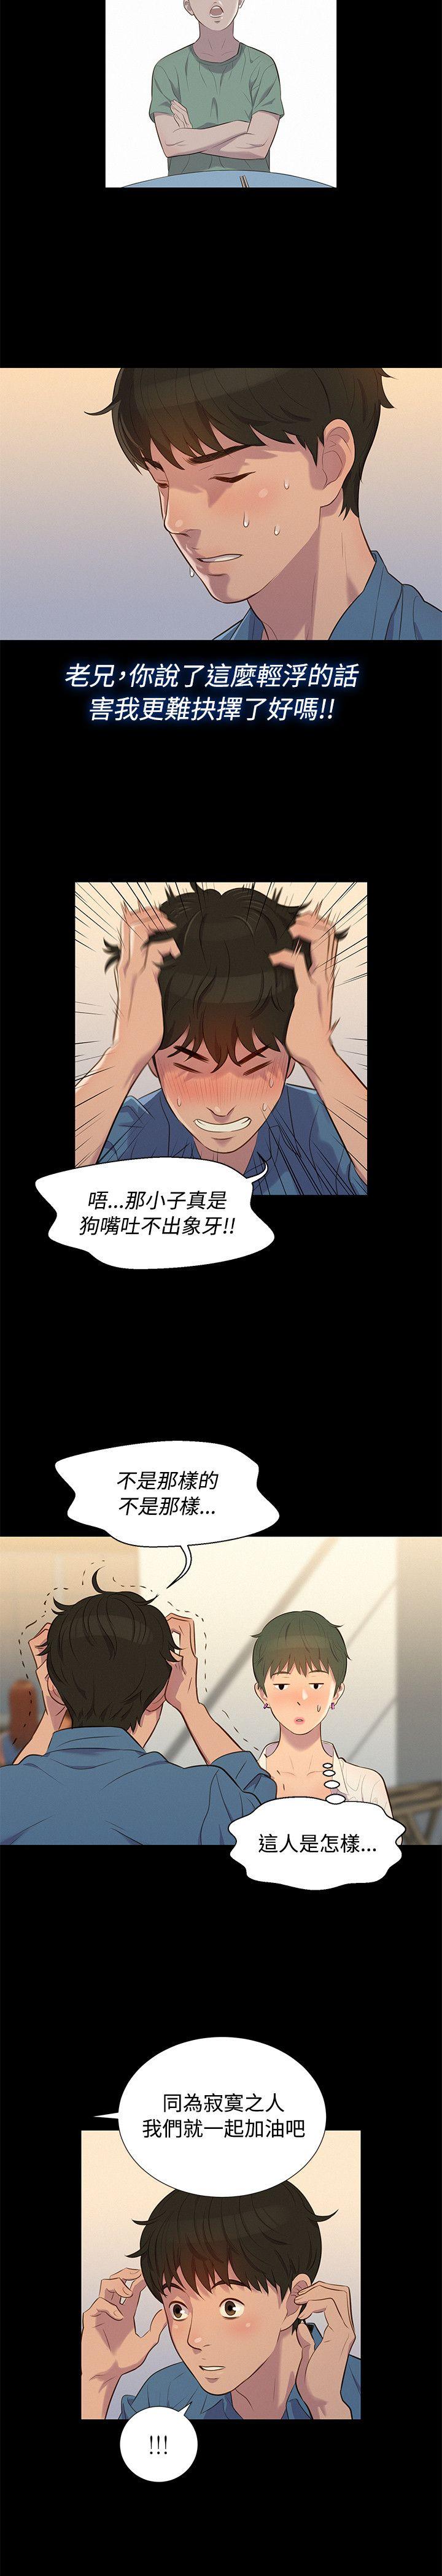 老兄,你說了這麼輕浮的話
害我更難抉擇了好嗎!!
唔...那小子真是
狗嘴吐不出象牙!!
不是那樣的
不是那樣...
這人是怎樣...
同為寂寞之人
我們就一起加油吧
!!!